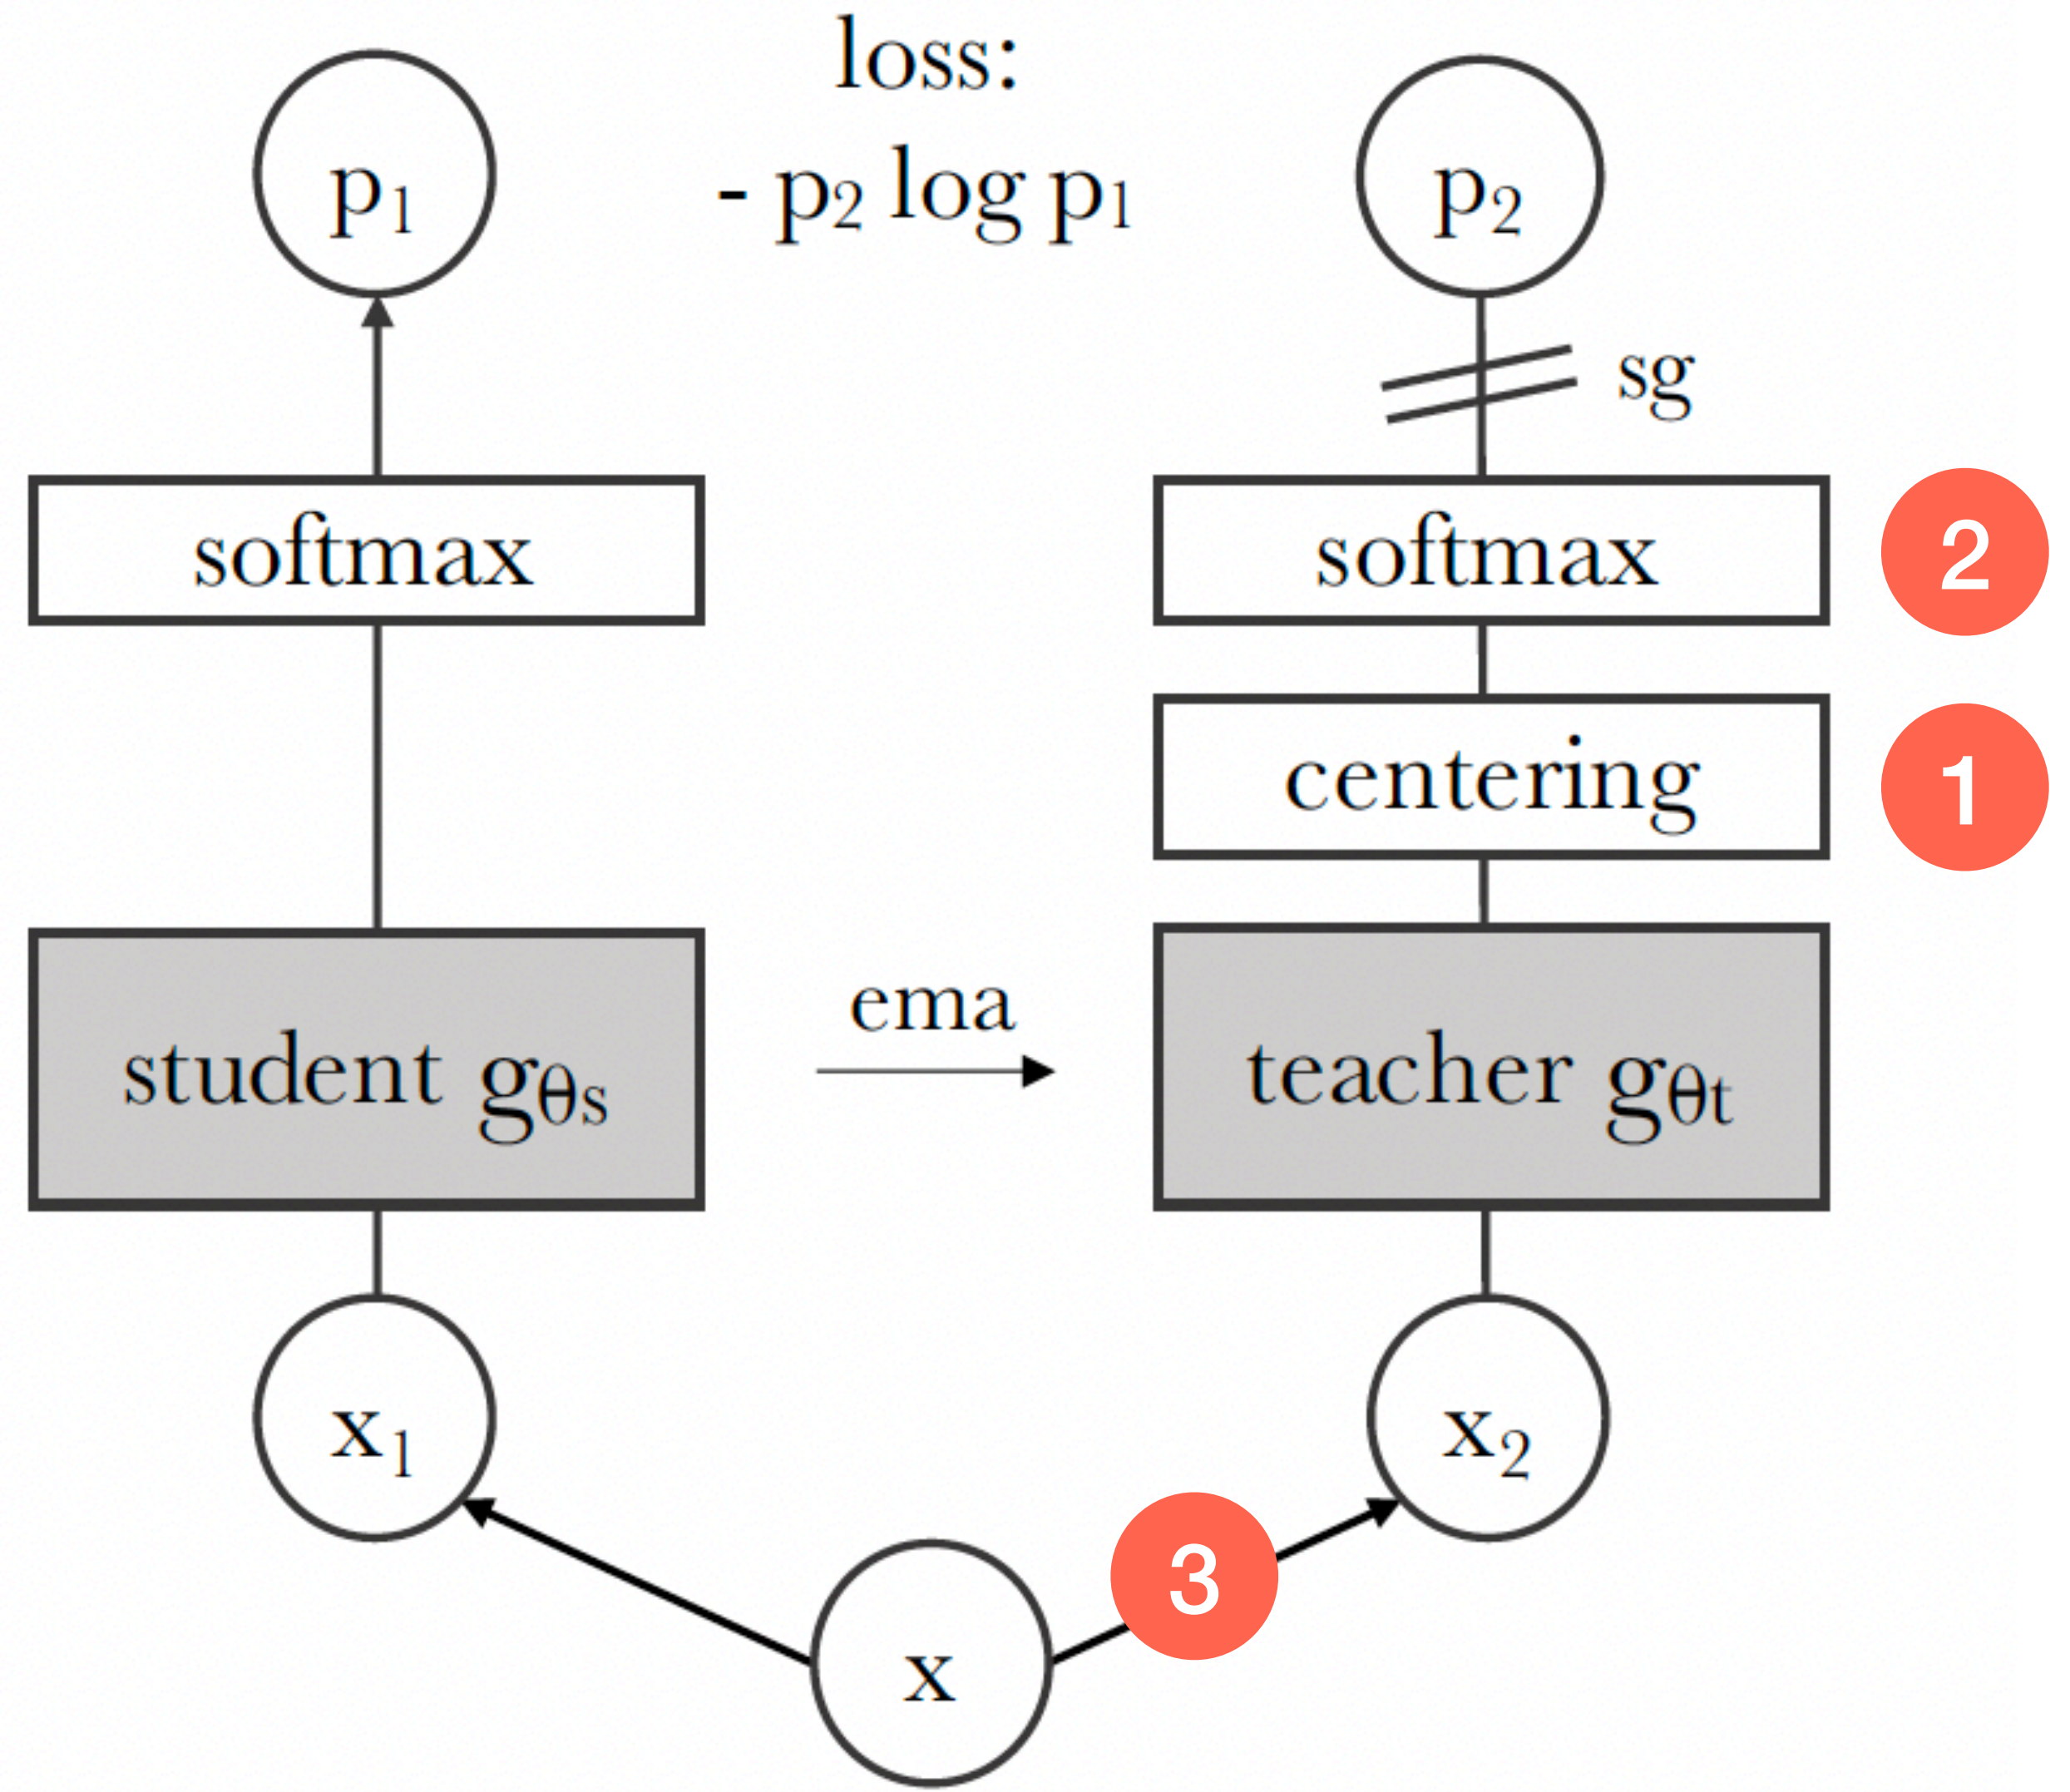 loss:
- p₂ log p₁
p₁
p₂
sg
softmax
softmax
2
centering
1
ema
student gθs
teacher gθt
x₁
x₂
3
x